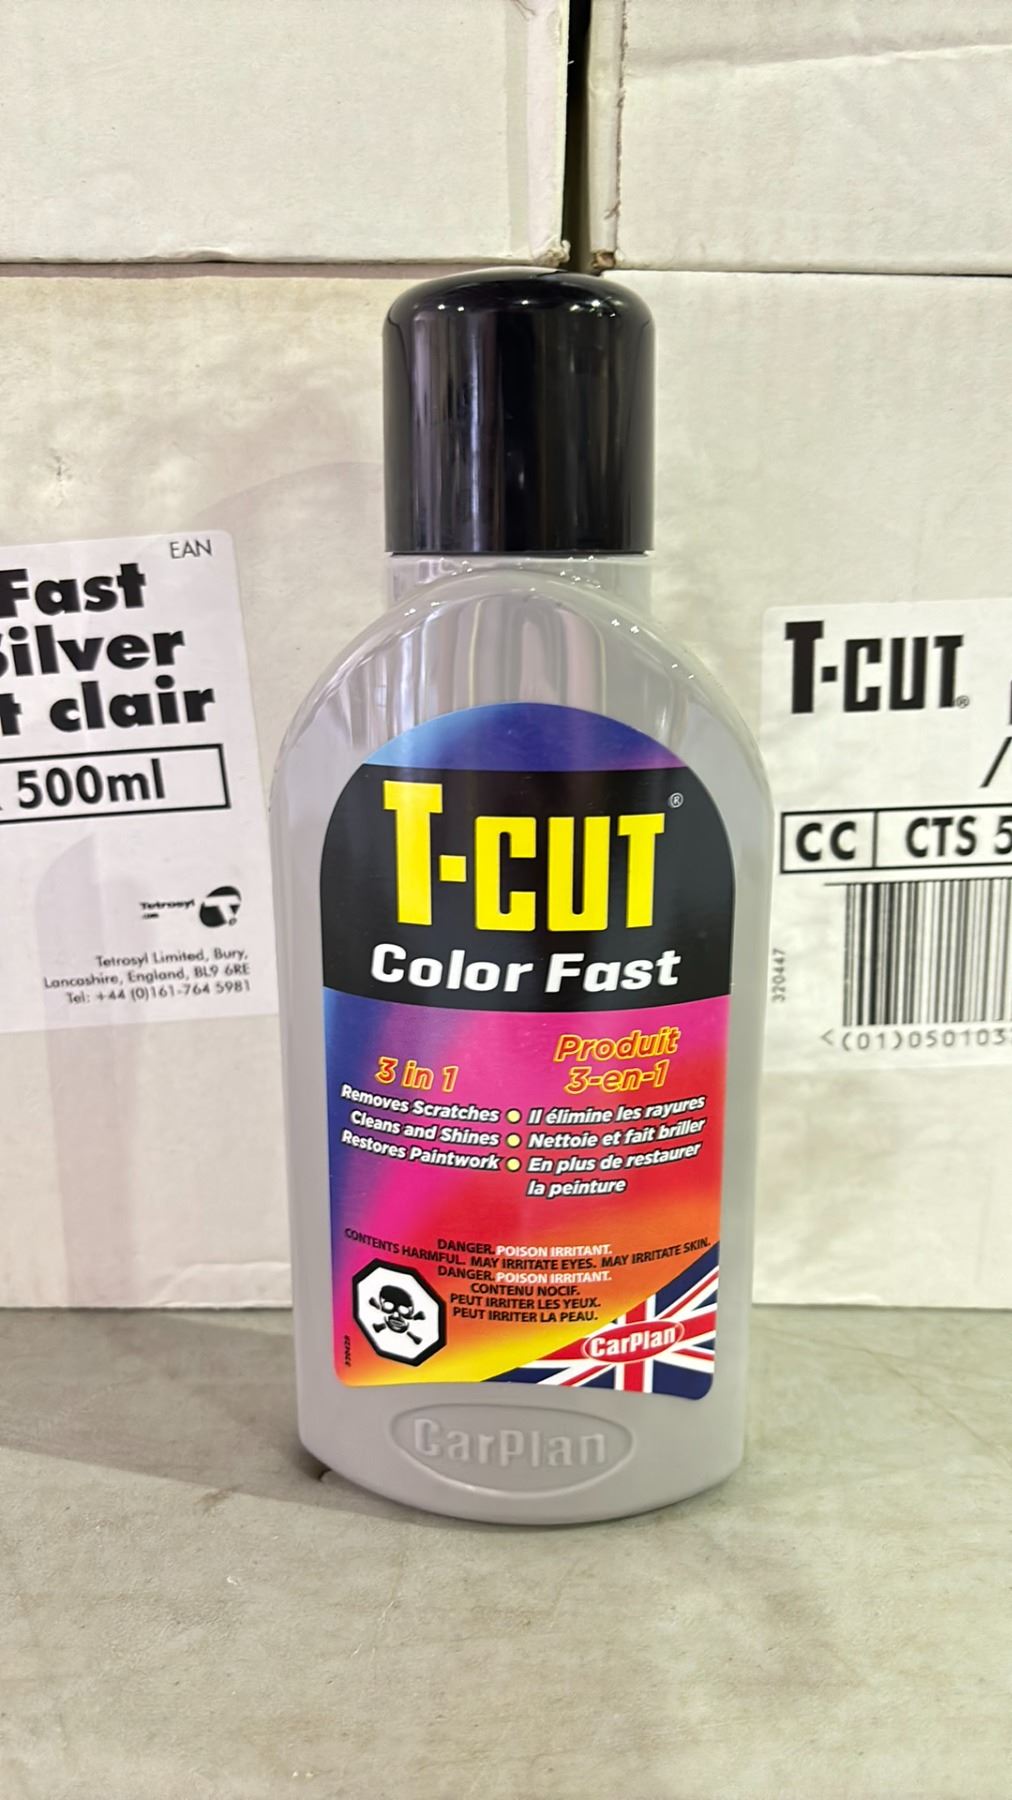 EAN
Fast
Silver
t clair
500ml
Tetrosyl
.com
Tetrosyl Limited, Bury,
Lancashire, England, BL9 6RE
Tel: +44 (0)161-764 5981
T-CUT®
Color Fast
3 in 1
Removes Scratches
Cleans and Shines
Restores Paintwork
Produit
3-en-1
Il élimine les rayures
Nettoie et fait briller
En plus de restaurer
la peinture
DANGER. POISON IRRITANT.
CONTENTS HARMFUL. MAY IRRITATE EYES. MAY IRRITATE SKIN.
DANGER. POISON IRRITANT.
CONTENU NOCIF.
PEUT IRRITER LES YEUX.
PEUT IRRITER LA PEAU.
CarPlan
CarPlan
T-CUT®
/
CC CTS 5
320447
<(01)050103